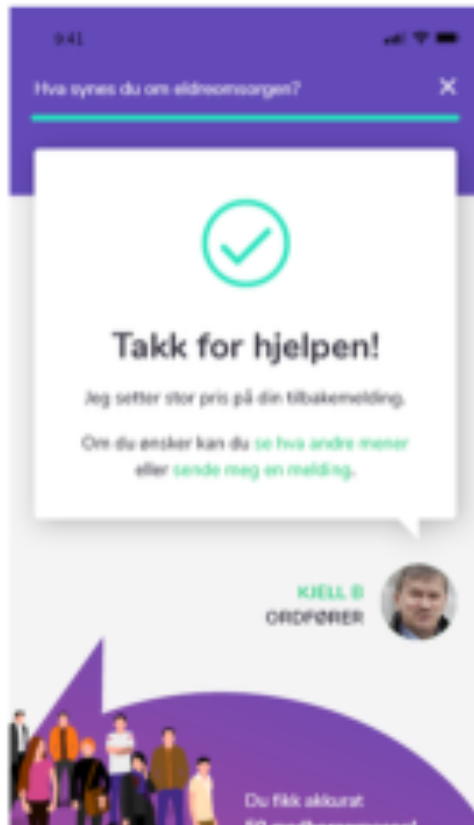 9:41
Hva synes du om eldreomsorgen?
Takk for hjelpen!
Jeg setter stor pris på din tilbakemelding.
Om du ønsker kan du se hva andre mener
eller sende meg en melding.
KJELL B
ORDFØRER
Du fikk akkurat